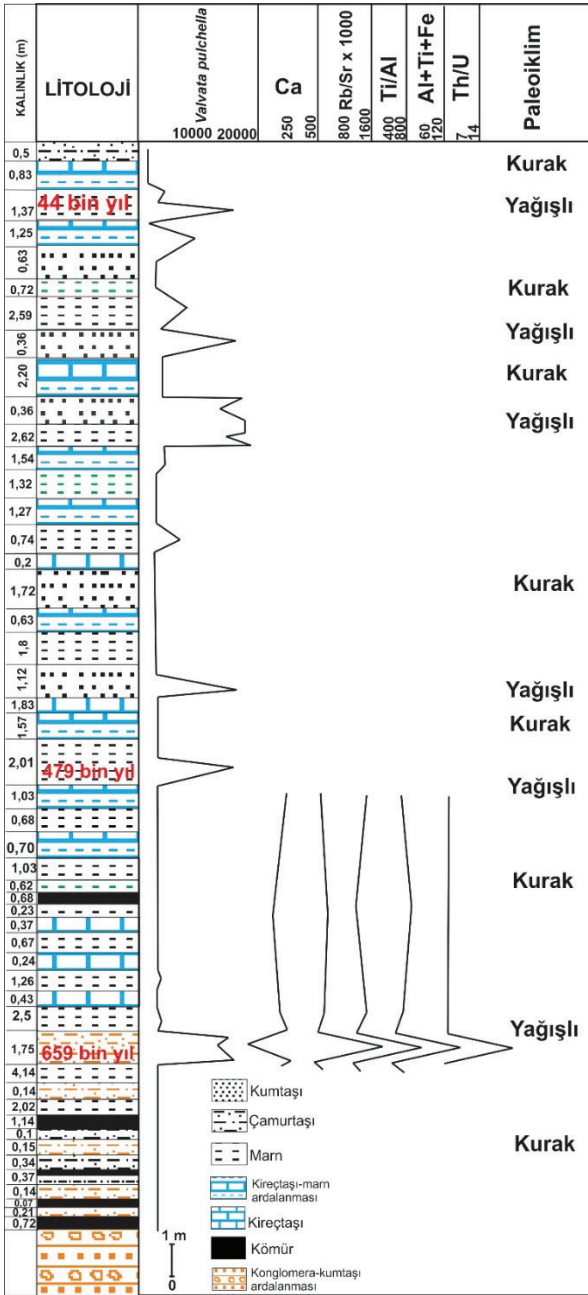 KALINLIK (m)
LİTOLOJİ
Valvata pulchella
10000 20000
Ca
250 500
Rb/Sr x 1000
800 1600
Ti/Al
400 800
Al+Ti+Fe
60 120
Th/U
7 14
Paleoiklim
0,5
Kurak
0,83
44 bin yıl
1,37
Yağışlı
1,25
0,63
0,72
Kurak
2,59
0,36
Yağışlı
2,20
Kurak
0,36
Yağışlı
2,62
1,54
1,32
1,27
0,74
0,2
1,72
Kurak
0,63
1,8
1,12
Yağışlı
1,83
1,57
Kurak
2,01
479 bin yıl
Yağışlı
1,03
0,68
0,70
1,03
Kurak
0,62
0,68
0,23
0,37
0,67
0,24
1,26
0,43
2,5
Yağışlı
1,75
659 bin yıl
4,14
0,14
2,02
1,14
0,1
0,15
Kurak
0,34
0,37
0,14
0,07
0,21
0,72
Kumtaşı
Çamurtaşı
Marn
Kireçtaşı-marn
ardalanması
Kireçtaşı
Kömür
Konglomera-kumtaşı
ardalanması
1 m
0